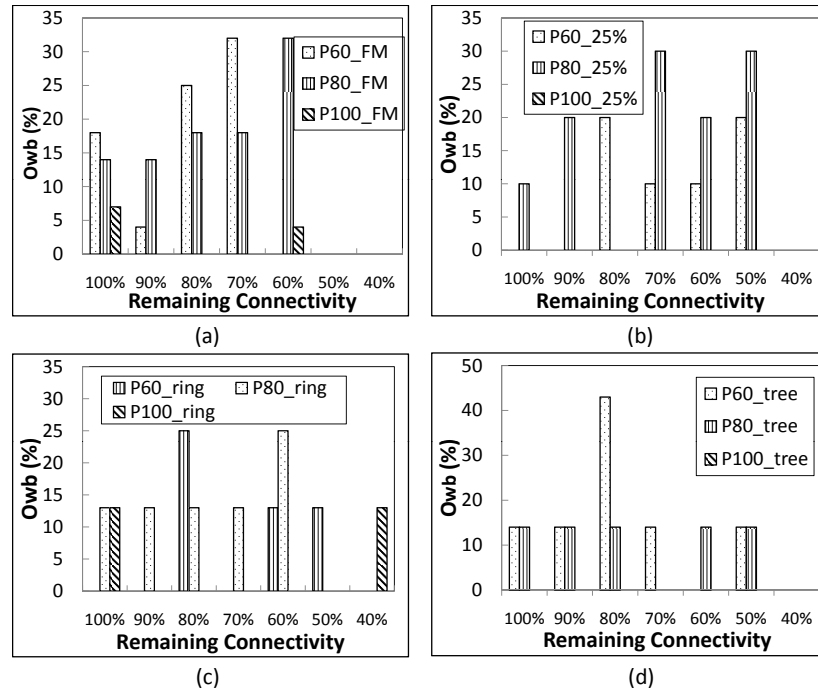 35
30
25
20
15
10
5
0
Owb (%)
P60_FM
P80_FM
P100_FM
100% 90% 80% 70% 60% 50% 40%
Remaining Connectivity
(a)
35
30
25
20
15
10
5
0
Owb (%)
P60_25%
P80_25%
P100_25%
100% 90% 80% 70% 60% 50% 40%
Remaining Connectivity
(b)
35
30
25
20
15
10
5
0
Owb (%)
P60_ring P80_ring
P100_ring
100% 90% 80% 70% 60% 50% 40%
Remaining Connectivity
(c)
50
40
30
20
10
0
Owb (%)
P60_tree
P80_tree
P100_tree
100% 90% 80% 70% 60% 50% 40%
Remaining Connectivity
(d)